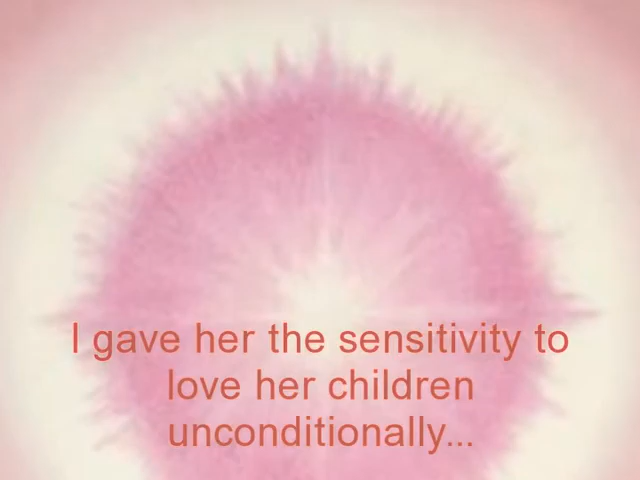 I gave her the sensitivity to
love her children
unconditionally...